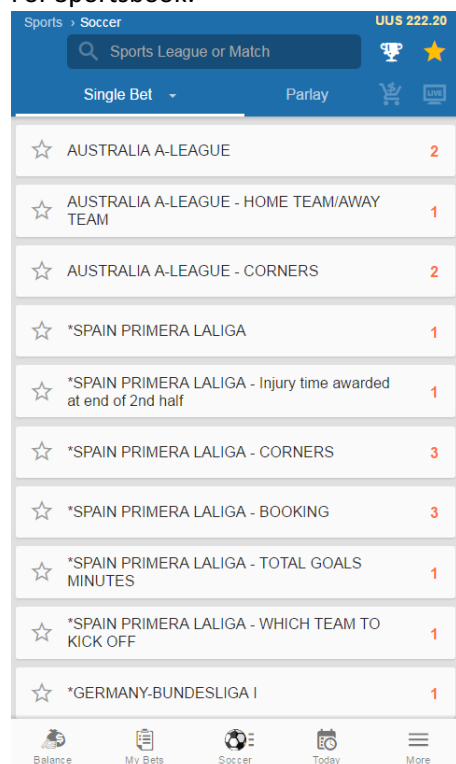 For Sportsbook:
Sports › Soccer UUS 222.20
Sports League or Match
Single Bet Parlay LIVE
AUSTRALIA A-LEAGUE 2
AUSTRALIA A-LEAGUE - HOME TEAM/AWAY
TEAM 1
AUSTRALIA A-LEAGUE - CORNERS 2
*SPAIN PRIMERA LALIGA 1
*SPAIN PRIMERA LALIGA - Injury time awarded
at end of 2nd half 1
*SPAIN PRIMERA LALIGA - CORNERS 3
*SPAIN PRIMERA LALIGA - BOOKING 3
*SPAIN PRIMERA LALIGA - TOTAL GOALS
MINUTES 1
*SPAIN PRIMERA LALIGA - WHICH TEAM TO
KICK OFF 1
*GERMANY-BUNDESLIGA I 1
Balance My Bets Soccer Today More